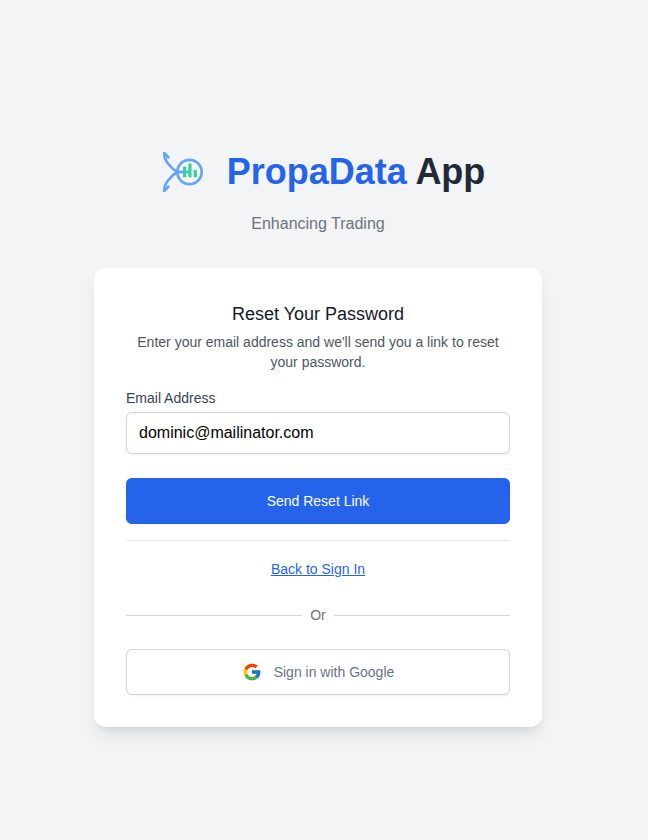 PropaData App
Enhancing Trading
Reset Your Password
Enter your email address and we'll send you a link to reset
your password.
Email Address
dominic@mailinator.com
Send Reset Link
Back to Sign In
Or
Sign in with Google